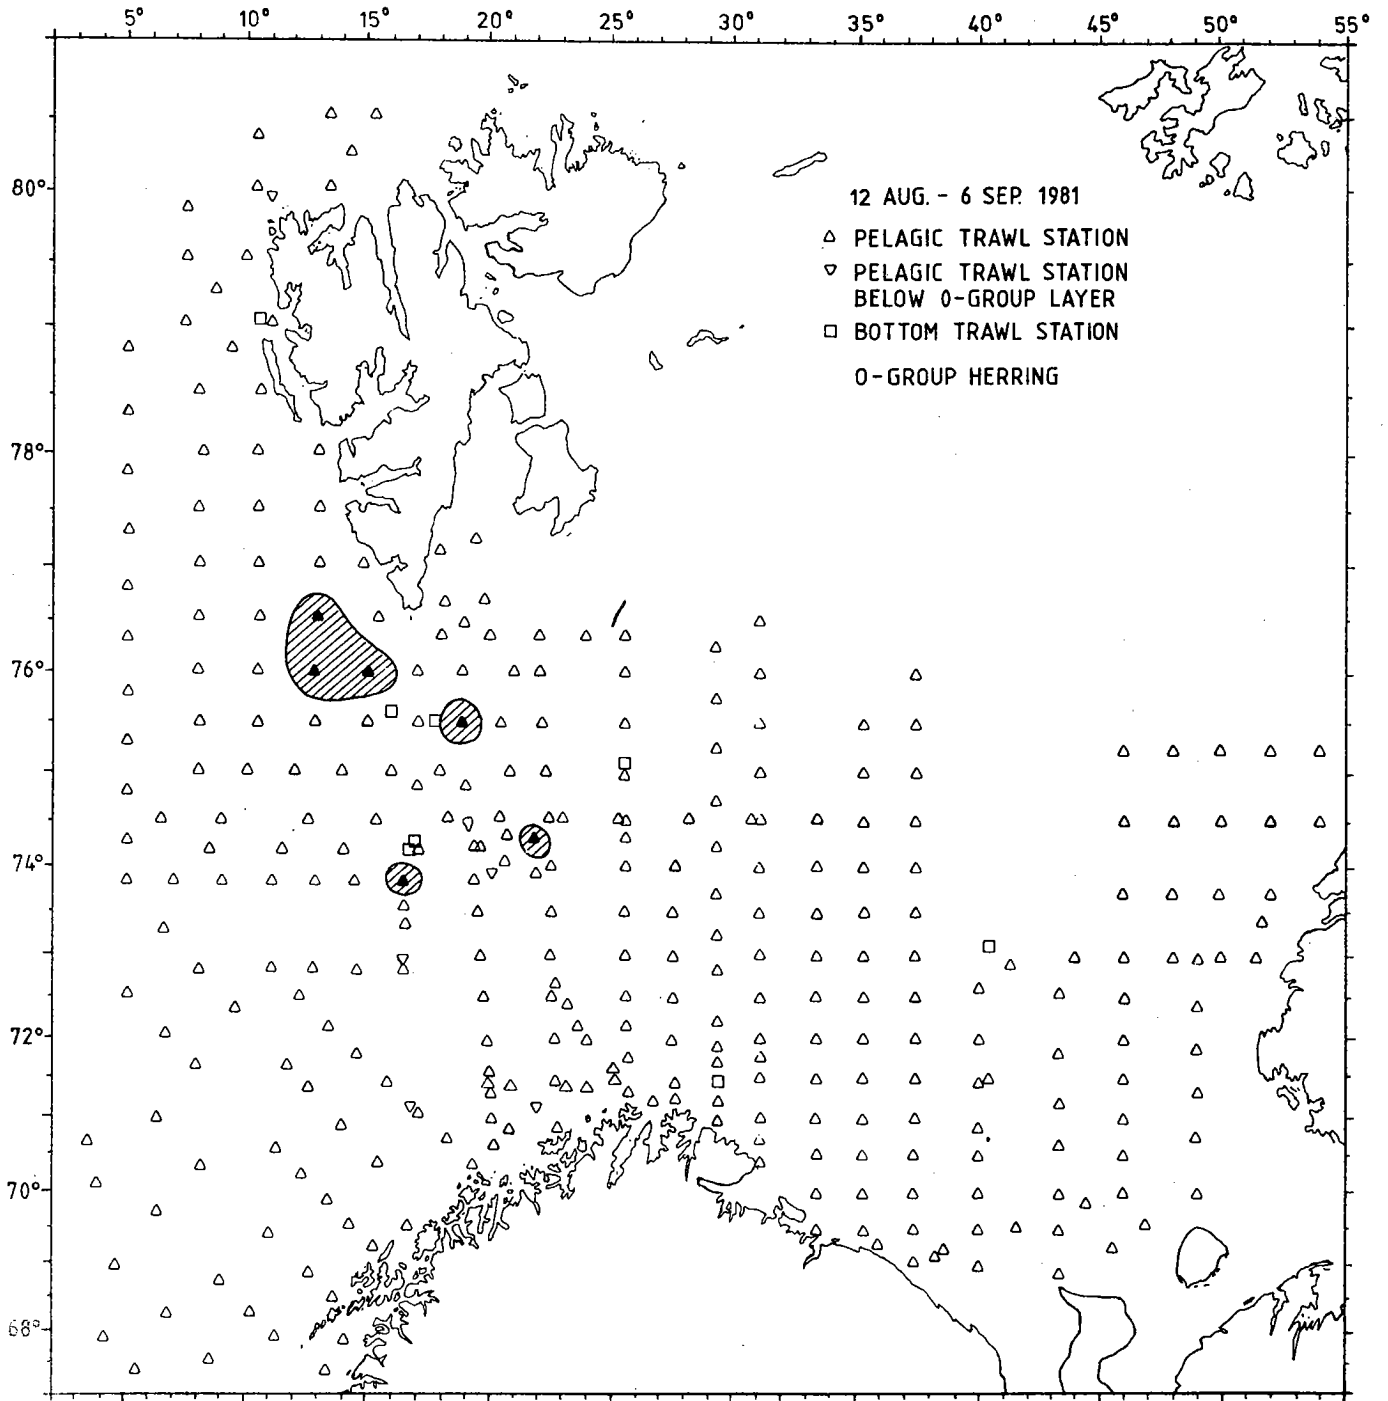 5° 10° 15° 20° 25° 30° 35° 40° 45° 50° 55°
80°
12 AUG. - 6 SEP. 1981
PELAGIC TRAWL STATION
PELAGIC TRAWL STATION
BELOW 0-GROUP LAYER
BOTTOM TRAWL STATION
0-GROUP HERRING
78°
76°
74°
72°
70°
68°